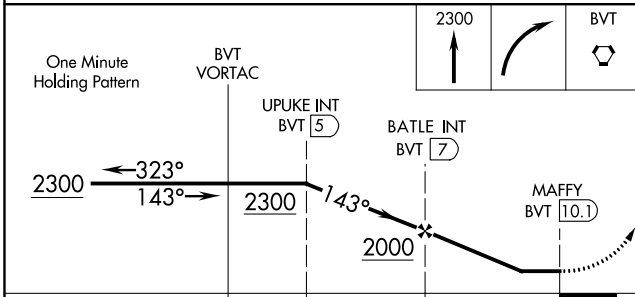 2300
BVT
One Minute
Holding Pattern
BVT
VORTAC
UPUKE INT
BVT 5
BATLE INT
BVT 7
MAFFY
BVT 10.1
323°
2300
143°
2300
143°
2000